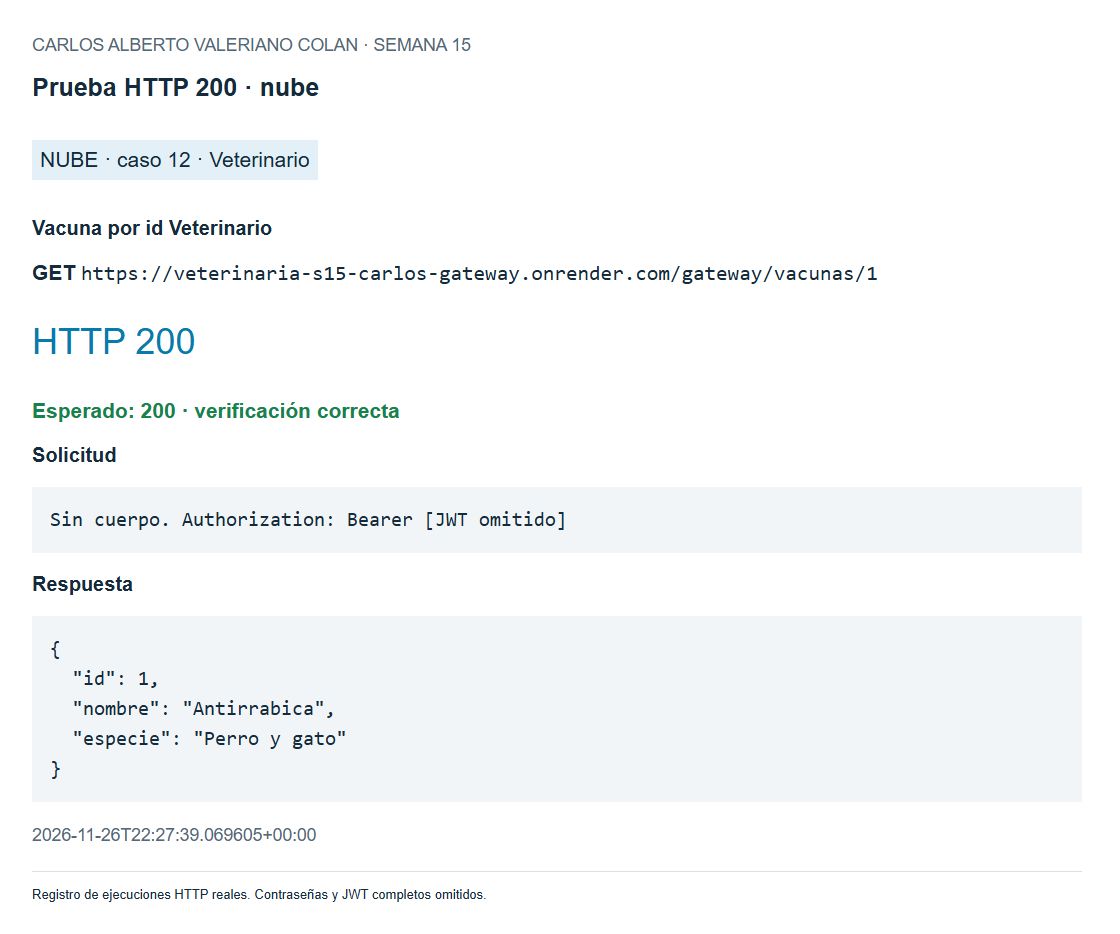 CARLOS ALBERTO VALERIANO COLAN · SEMANA 15
Prueba HTTP 200 · nube
NUBE · caso 12 · Veterinario
Vacuna por id Veterinario
GET https://veterinaria-s15-carlos-gateway.onrender.com/gateway/vacunas/1
HTTP 200
Esperado: 200 · verificación correcta
Solicitud
Sin cuerpo. Authorization: Bearer [JWT omitido]
Respuesta
{
  "id": 1,
  "nombre": "Antirrabica",
  "especie": "Perro y gato"
}
2026-11-26T22:27:39.069605+00:00
Registro de ejecuciones HTTP reales. Contraseñas y JWT completos omitidos.